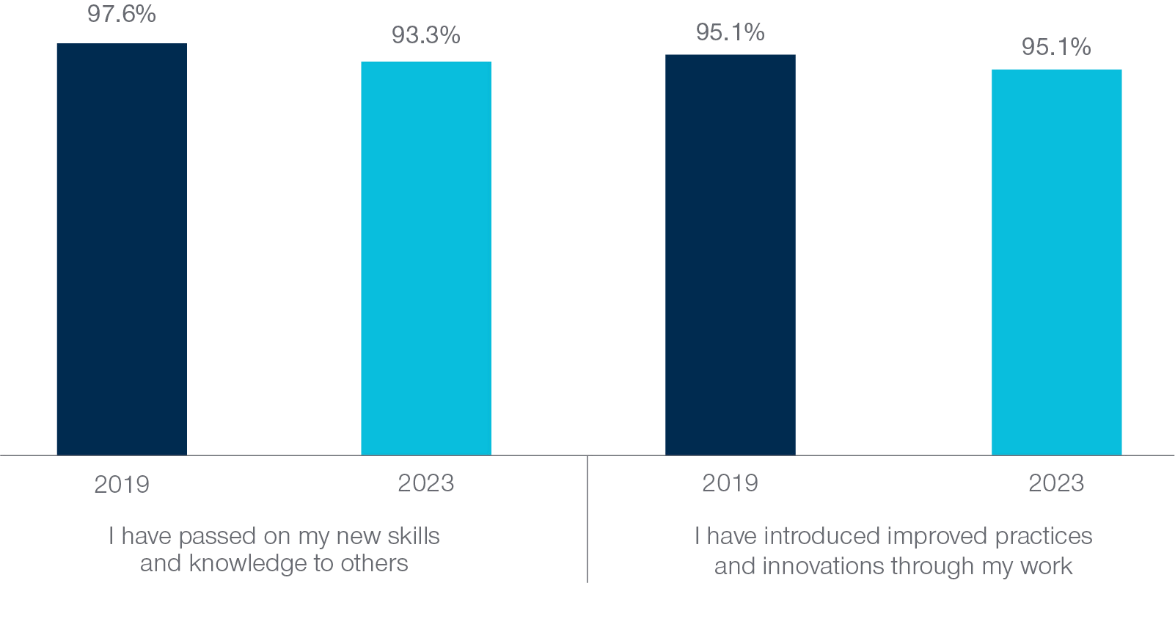 97.6%
93.3%
95.1%
95.1%
2019
2023
2019
2023
I have passed on my new skills
and knowledge to others
I have introduced improved practices
and innovations through my work